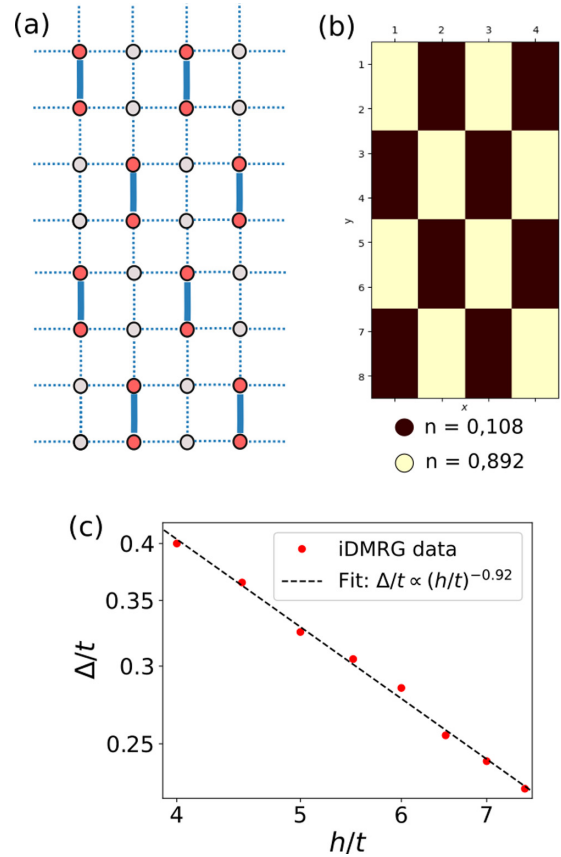 (a)
(b)
1 2 3 4
1
2
3
4
y
5
6
7
8
x
n = 0,108
n = 0,892
(c)
iDMRG data
Fit: Δ/t ∝ (h/t)⁻⁰·⁹²
0.4
0.35
0.3
0.25
Δ/t
4 5 6 7
h/t